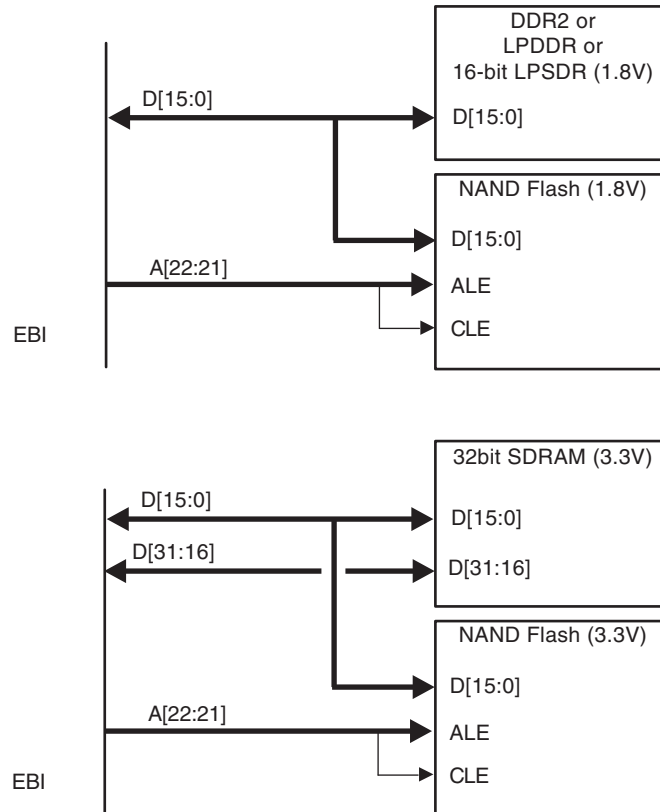 DDR2 or
LPDDR or
16-bit LPSDR (1.8V)
D[15:0]
D[15:0]
NAND Flash (1.8V)
D[15:0]
A[22:21]
ALE
CLE
EBI
32bit SDRAM (3.3V)
D[15:0]
D[15:0]
D[31:16]
D[31:16]
NAND Flash (3.3V)
D[15:0]
A[22:21]
ALE
CLE
EBI